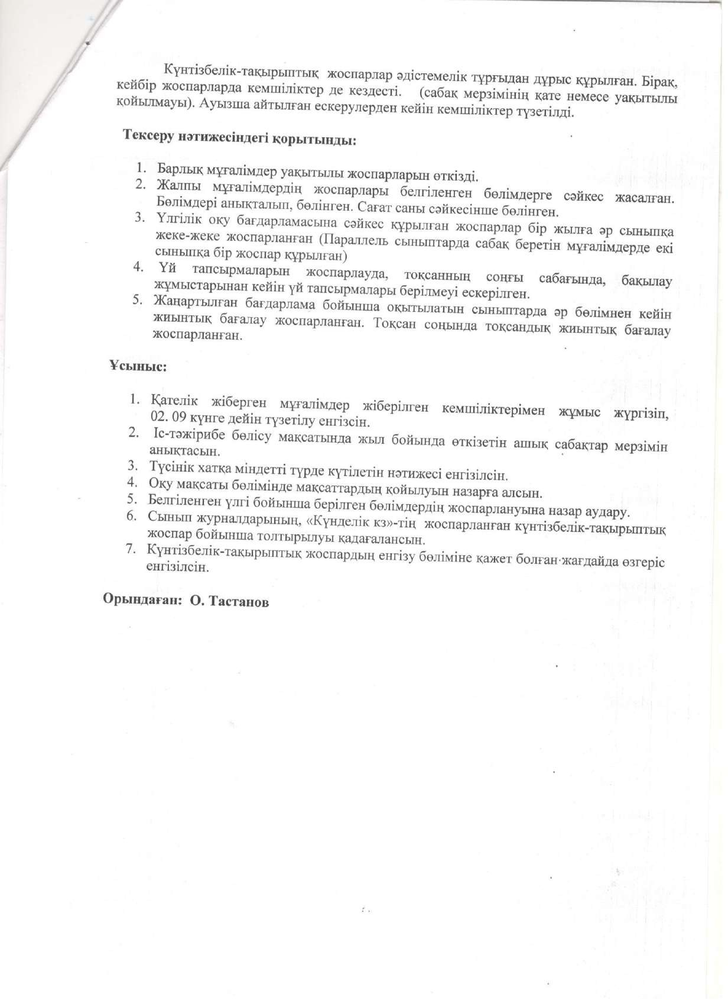 Күнтізбелік-тақырыптық жоспарлар әдістемелік тұрғыдан дұрыс құрылған. Бірақ,
кейбір жоспарларда кемшіліктер де кездесті. (сабақ мерзімінің қате немесе уақытылы
қойылмауы). Ауызша айтылған ескерулерден кейін кемшіліктер түзетілді.
Тексеру нәтижесіндегі қорытынды:
1. Барлық мұғалімдер уақытылы жоспарларын өткізді.
2. Жалпы мұғалімдердің жоспарлары белгіленген бөлімдерге сәйкес жасалған.
Бөлімдері анықталып, бөлінген. Сағат саны сәйкесінше бөлінген.
3. Үлгілік оқу бағдарламасына сәйкес құрылған жоспарлар бір жылға әр сыныпқа
жеке-жеке жоспарланған (Параллель сыныптарда сабақ беретін мұғалімдерде екі
сыныпқа бір жоспар құрылған)
4. Үй тапсырмаларын жоспарлауда, тоқсанның соңғы сабағында, бақылау
жұмыстарынан кейін үй тапсырмалары берілмеуі ескерілген.
5. Жаңартылған бағдарлама бойынша оқытылатын сыныптарда әр бөлімнен кейін
жиынтық бағалау жоспарланған. Тоқсан соңында тоқсандық жиынтық бағалау
жоспарланған.
Ұсыныс:
1. Қателік жіберген мұғалімдер жіберілген кемшіліктерімен жұмыс жүргізіп,
02. 09 күнге дейін түзетілу енгізсін.
2. Іс-тәжірибе бөлісу мақсатында жыл бойында өткізетін ашық сабақтар мерзімін
анықтасын.
3. Түсінік хатқа міндетті түрде күтілетін нәтижесі енгізілсін.
4. Оқу мақсаты бөлімінде мақсаттардың қойылуын назарға алсын.
5. Белгіленген үлгі бойынша берілген бөлімдердің жоспарлануына назар аудару.
6. Сынып журналдарының, «Күнделік кз»-тің жоспарланған күнтізбелік-тақырыптық
жоспар бойынша толтырылуы қадағалансын.
7. Күнтізбелік-тақырыптық жоспардың енгізу бөліміне қажет болған жағдайда өзгеріс
енгізілсін.
Орындаған: О. Тастанов